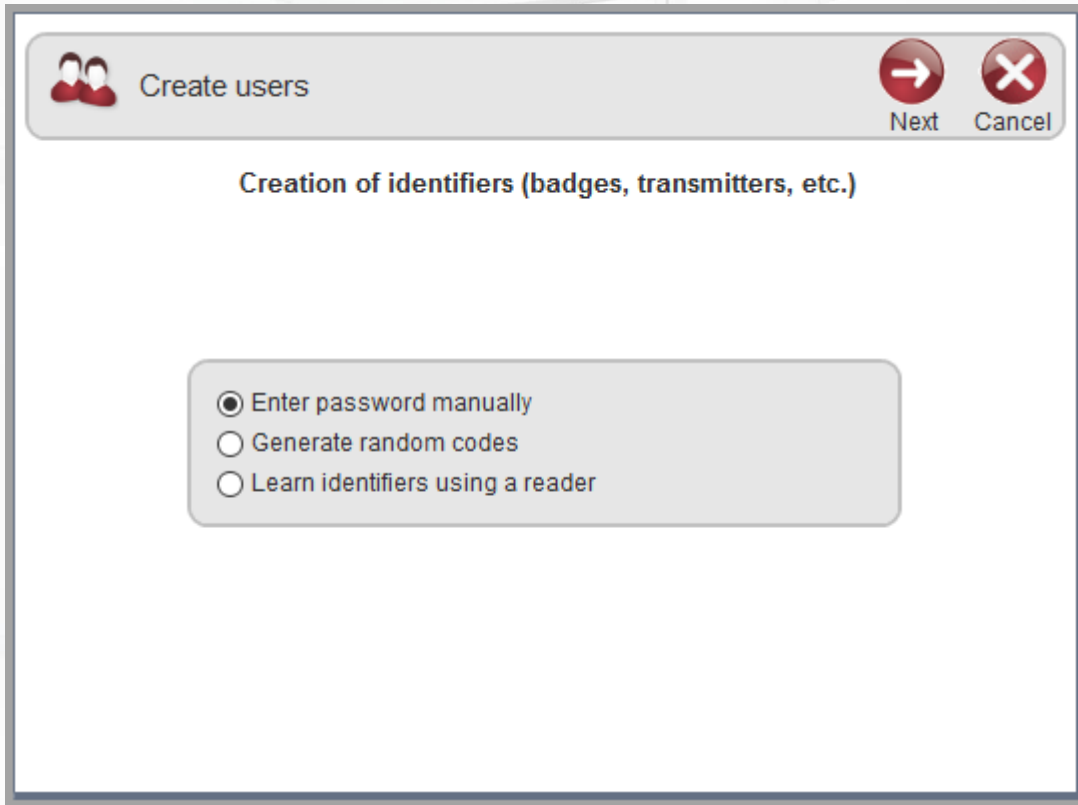 Create users
Next
Cancel
Creation of identifiers (badges, transmitters, etc.)
Enter password manually
Generate random codes
Learn identifiers using a reader